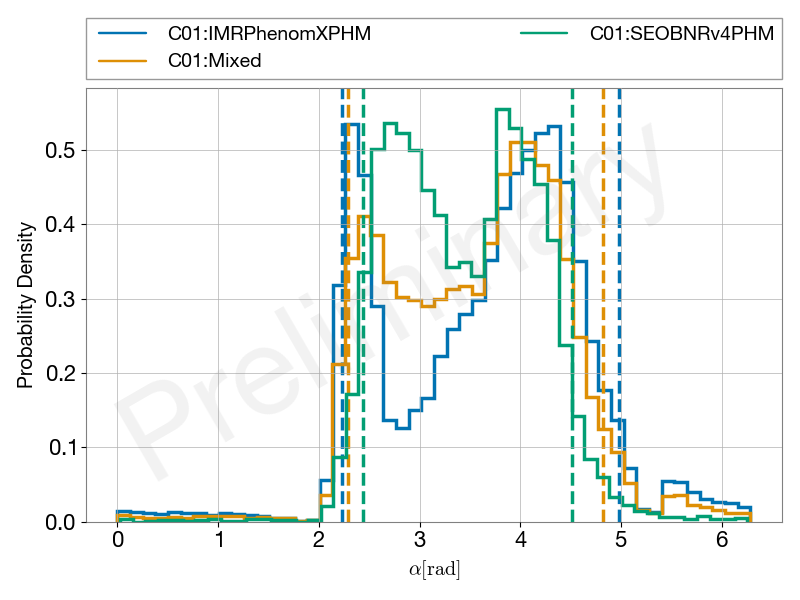 C01:IMRPhenomXPHM
C01:SEOBNRv4PHM
C01:Mixed
Probability Density
0.5
0.4
0.3
0.2
0.1
0.0
Preliminary
0 1 2 3 4 5 6
α[rad]